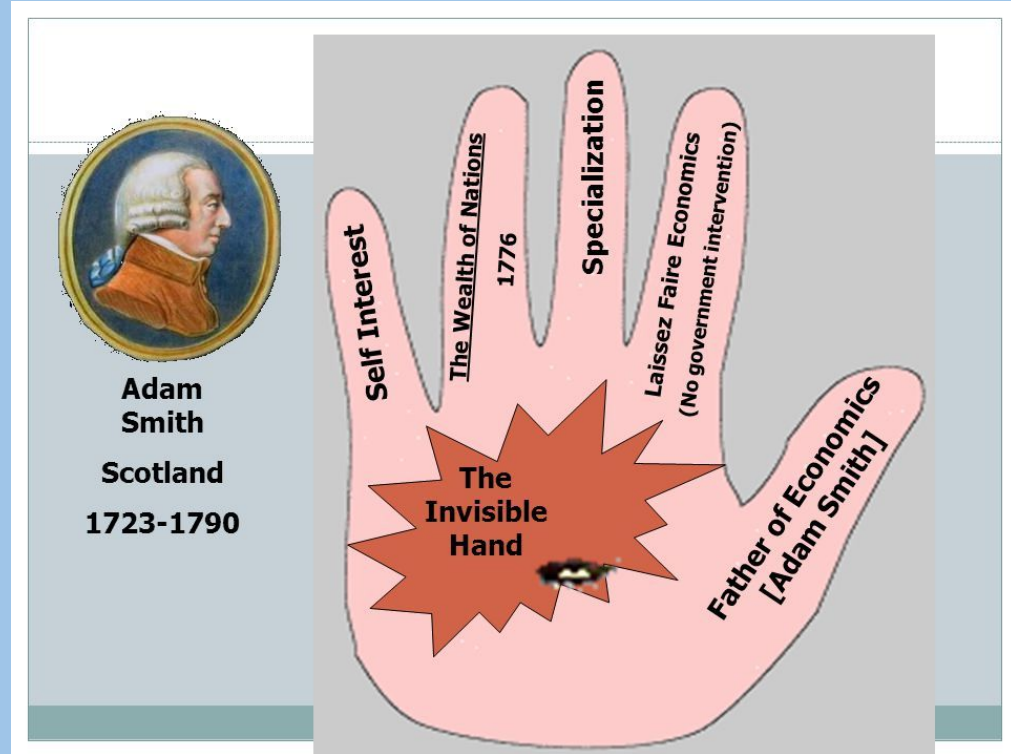 Adam
Smith
Scotland
1723-1790
Self Interest
The Wealth of Nations
1776
Specialization
Laissez Faire Economics
(No government intervention)
Father of Economics
[Adam Smith]
The
Invisible
Hand